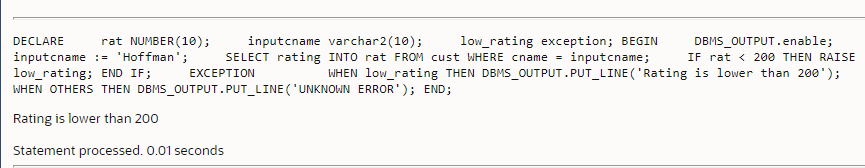 DECLARE     rat NUMBER(10);     inputcname varchar2(10);     low_rating exception; BEGIN     DBMS_OUTPUT.enable;
inputcname := 'Hoffman';     SELECT rating INTO rat FROM cust WHERE cname = inputcname;     IF rat < 200 THEN RAISE
low_rating; END IF;     EXCEPTION          WHEN low_rating THEN DBMS_OUTPUT.PUT_LINE('Rating is lower than 200');
WHEN OTHERS THEN DBMS_OUTPUT.PUT_LINE('UNKNOWN ERROR'); END;
Rating is lower than 200
Statement processed. 0.01 seconds